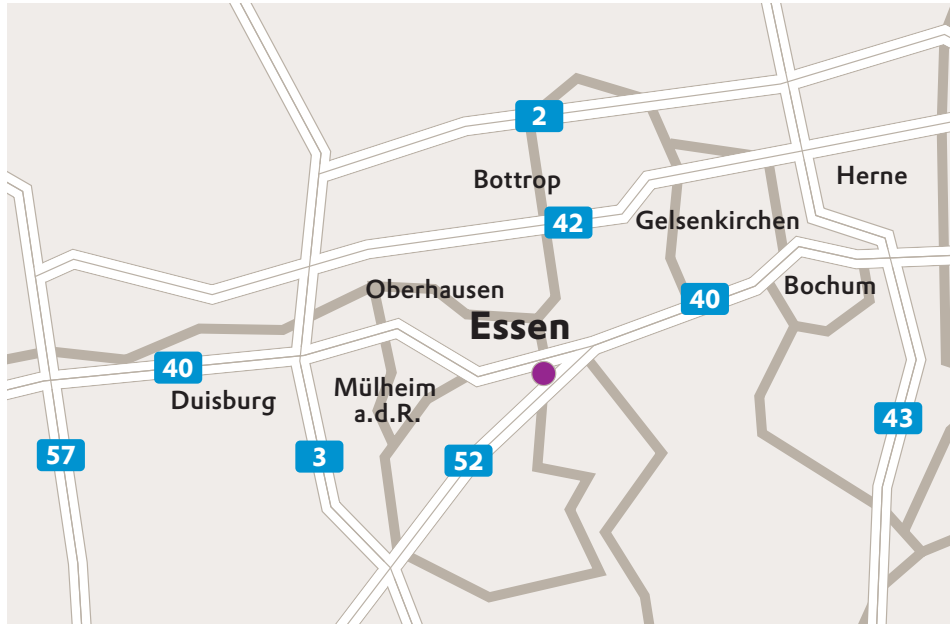 2
Bottrop
Herne
42
Gelsenkirchen
Oberhausen
Bochum
40
Essen
40
Duisburg
Mülheim
a.d.R.
43
57
3
52